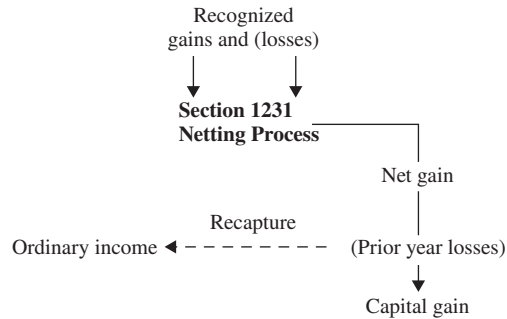 Recognized
gains and (losses)
Section 1231
Netting Process
Net gain
Recapture
Ordinary income
(Prior year losses)
Capital gain